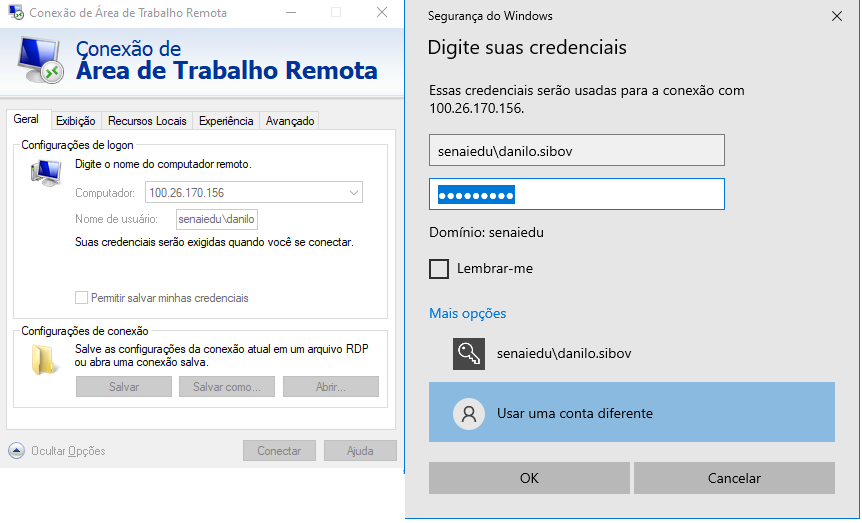 Conexão de Área de Trabalho Remota
Conexão de
Área de Trabalho Remota
Geral
Exibição
Recursos Locais
Experiência
Avançado
Configurações de logon
Digite o nome do computador remoto.
Computador:
100.26.170.156
Nome de usuário:
senaiedu\danilo
Suas credenciais serão exigidas quando você se conectar.
Permitir salvar minhas credenciais
Configurações de conexão
Salve as configurações da conexão atual em um arquivo RDP
ou abra uma conexão salva.
Salvar
Salvar como...
Abrir...
Ocultar Opções
Conectar
Ajuda
Segurança do Windows
Digite suas credenciais
Essas credenciais serão usadas para a conexão com
100.26.170.156.
senaiedu\danilo.sibov
•••••••••
Domínio: senaiedu
Lembrar-me
Mais opções
senaiedu\danilo.sibov
Usar uma conta diferente
OK
Cancelar